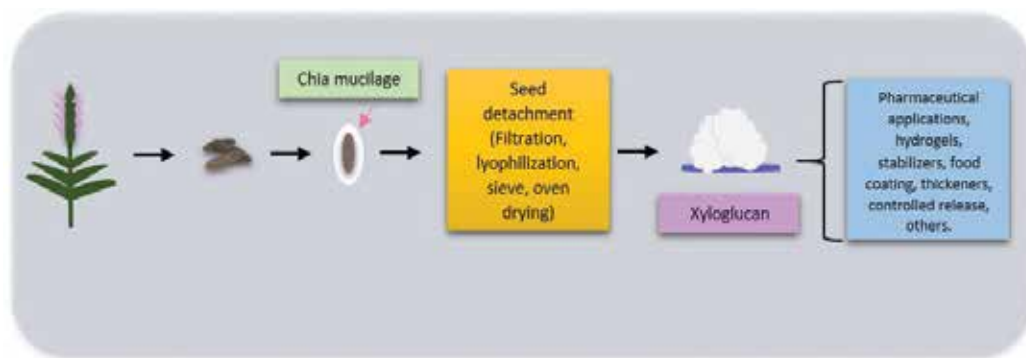 Chia mucilage
Seed
detachment
(Filtration,
lyophilization,
sieve, oven
drying)
Xyloglucan
Pharmaceutical
applications,
hydrogels,
stabilizers, food
coating, thickeners,
controlled release,
others.